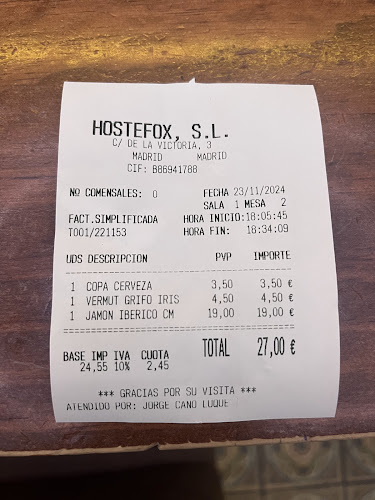 HOSTEFOX, S.L.
C/ DE LA VICTORIA, 3
MADRID MADRID
CIF: B86941788
Nº COMENSALES: 0 FECHA 23/11/2024
SALA 1 MESA 2
FACT.SIMPLIFICADA HORA INICIO:18:05:45
T001/221153 HORA FIN: 18:34:09
UDS DESCRIPCION PVP IMPORTE
1 COPA CERVEZA 3,50 3,50 €
1 VERMUT GRIFO IRIS 4,50 4,50 €
1 JAMON IBERICO CM 19,00 19,00 €
BASE IMP IVA CUOTA TOTAL 27,00 €
24,55 10% 2,45
*** GRACIAS POR SU VISITA ***
ATENDIDO POR: JORGE CANO LUQUE